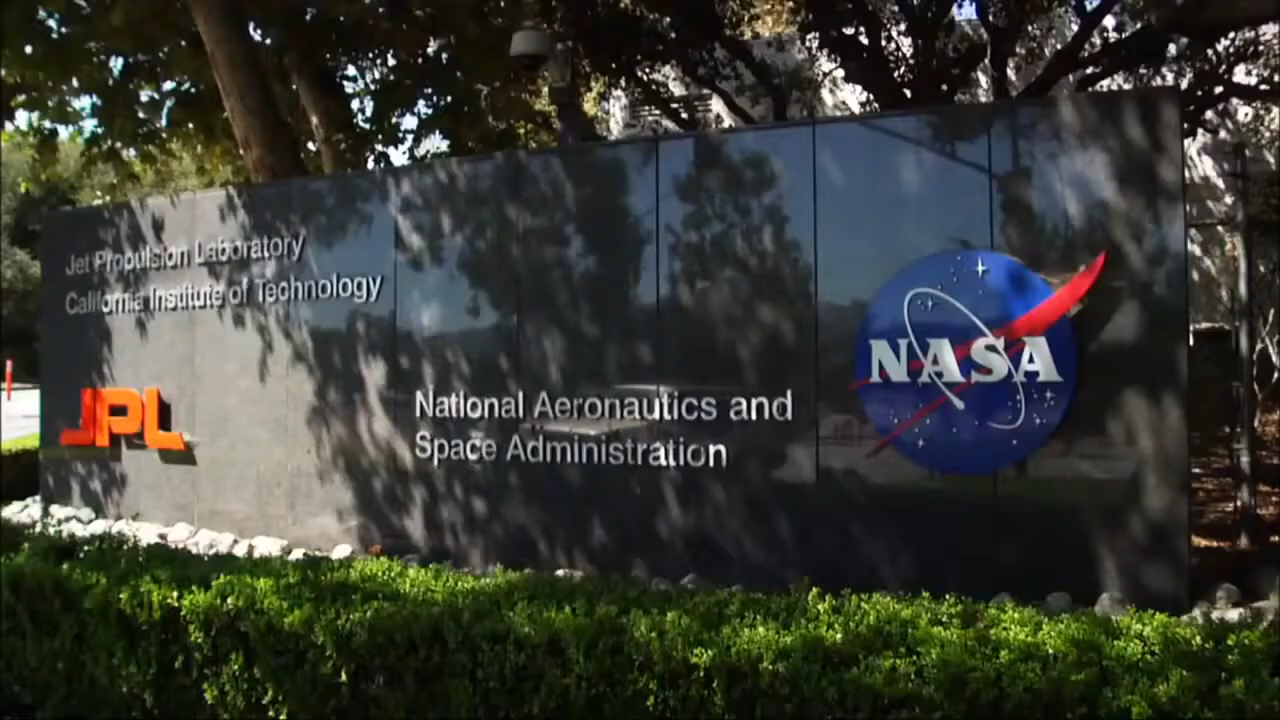 Jet Propulsion Laboratory
California Institute of Technology
JPL
National Aeronautics and
Space Administration
NASA